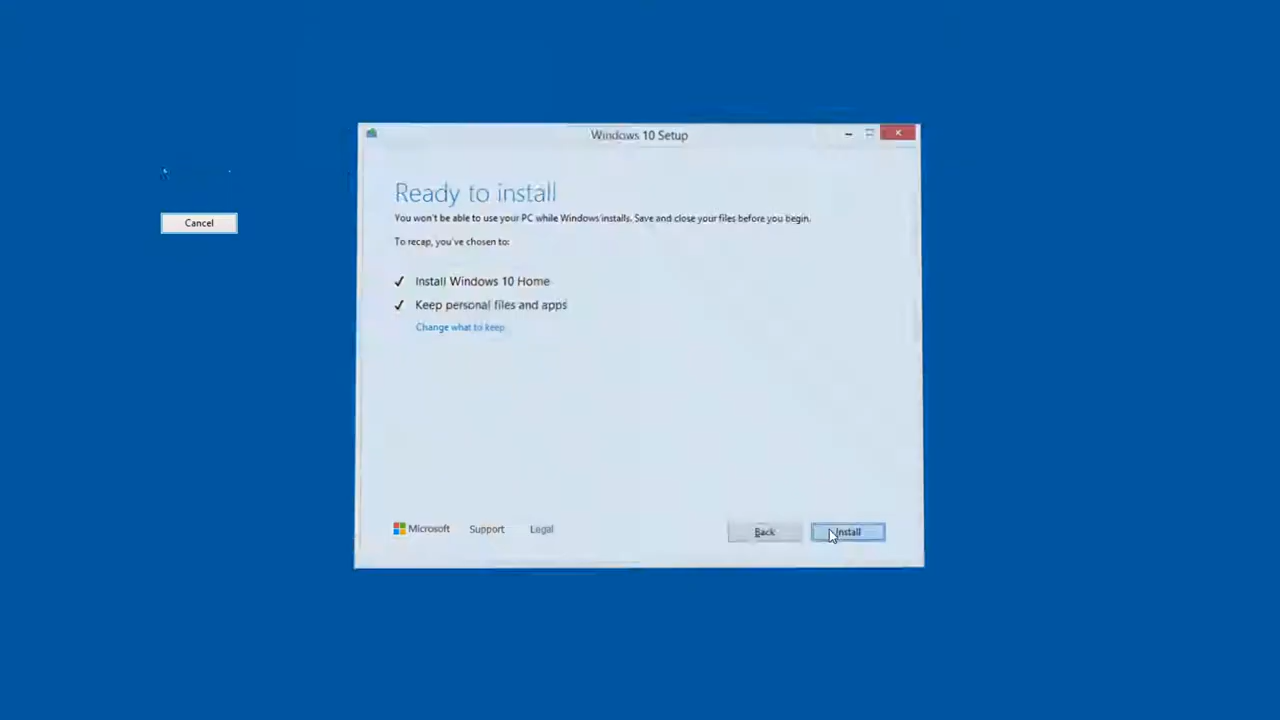 Windows 10 Setup
Cancel
Ready to install
You won't be able to use your PC while Windows installs. Save and close your files before you begin.
To recap, you've chosen to:
✓ Install Windows 10 Home
✓ Keep personal files and apps
Change what to keep
Microsoft Support Legal Back Install